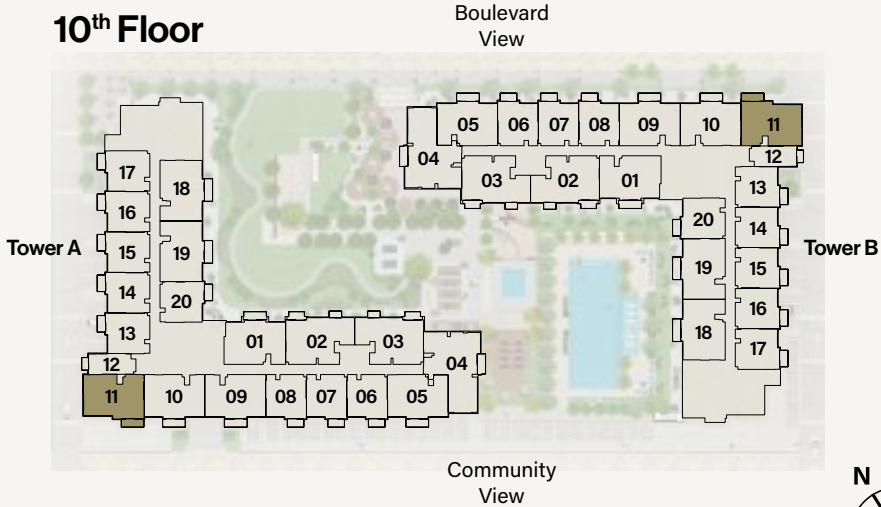 10th Floor
Boulevard
View
05 06 07 08 09 10 11
04
12
03 02 01
13
17
18
16
20
14
Tower A
15
19
19
15
Tower B
14
20
16
13
18
17
01 02 03
04
12
11 10 09 08 07 06 05
Community
View
N